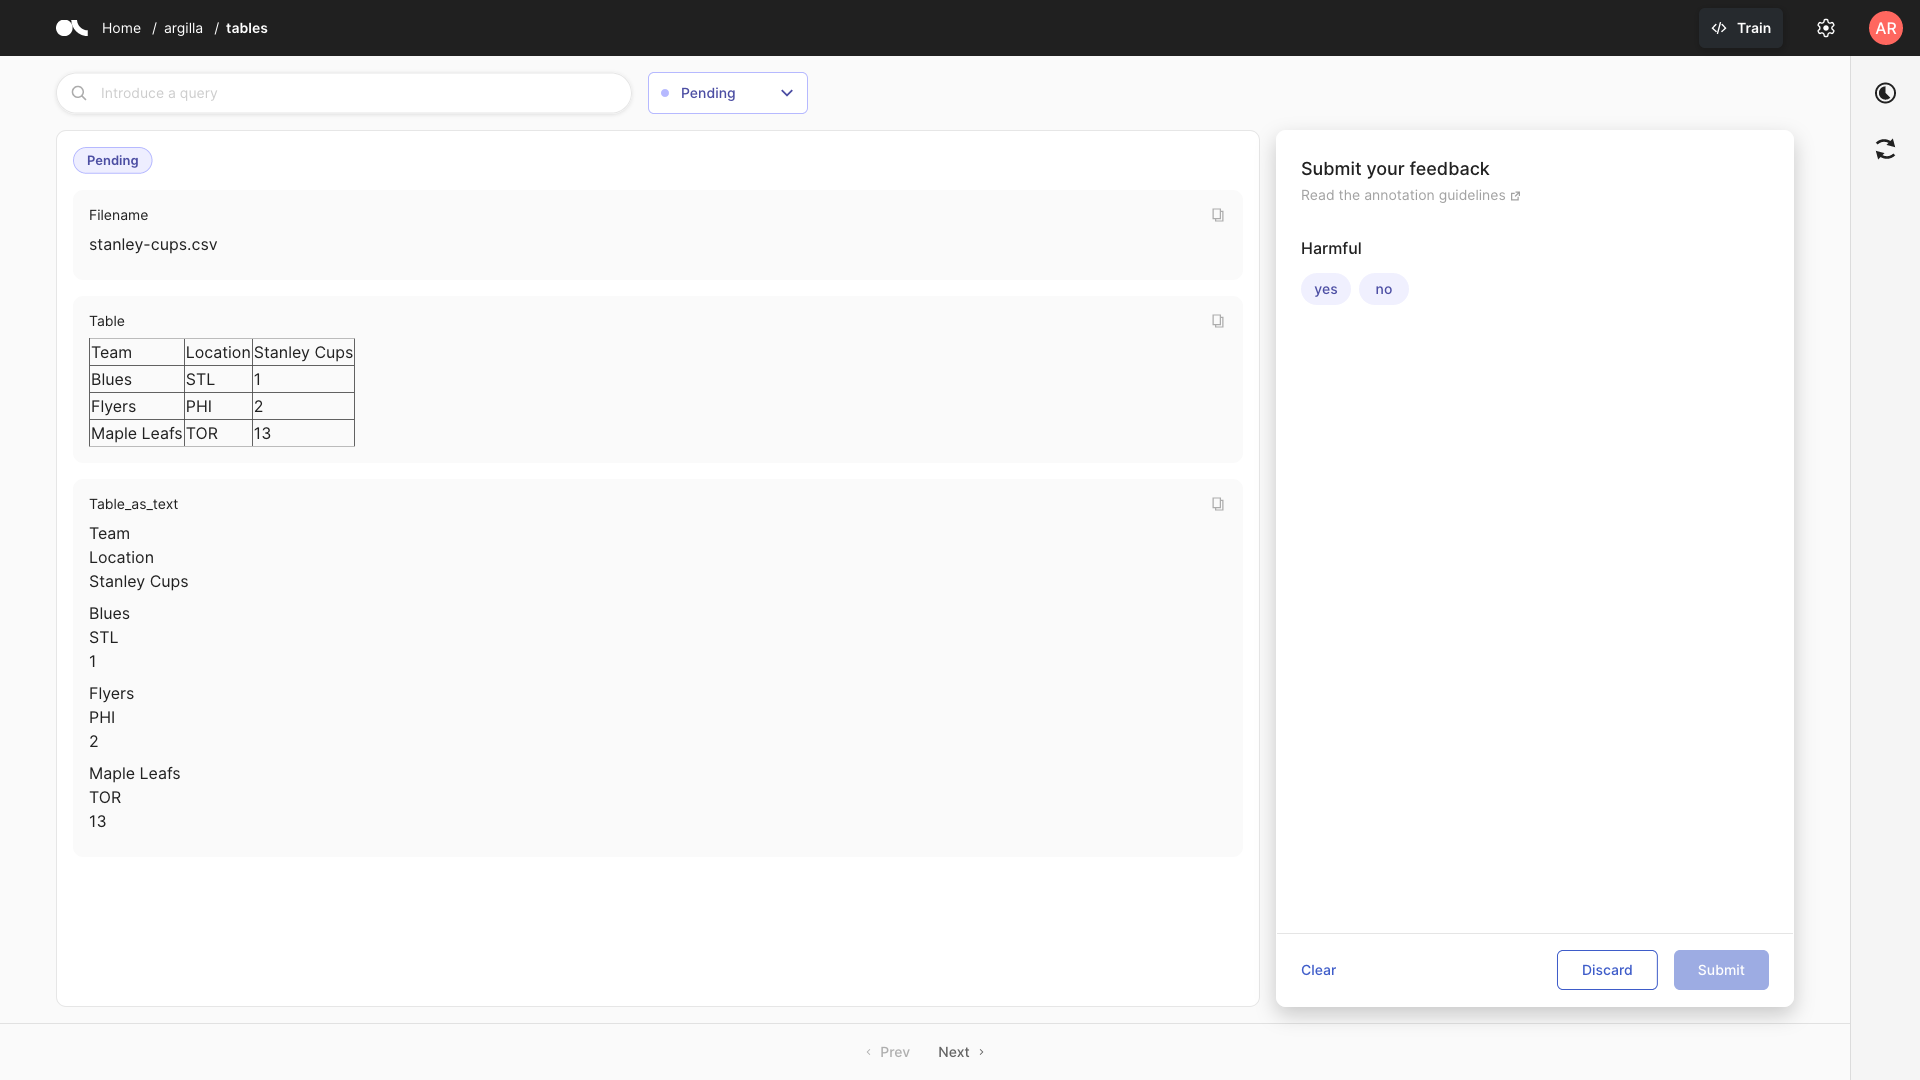 Home / argilla / tables
Train
AR
Introduce a query
Pending
Pending
Filename
stanley-cups.csv
Table
Team Location Stanley Cups
Blues STL 1
Flyers PHI 2
Maple Leafs TOR 13
Table_as_text
Team
Location
Stanley Cups
Blues
STL
1
Flyers
PHI
2
Maple Leafs
TOR
13
Submit your feedback
Read the annotation guidelines
Harmful
yes no
Clear Discard Submit
Prev Next